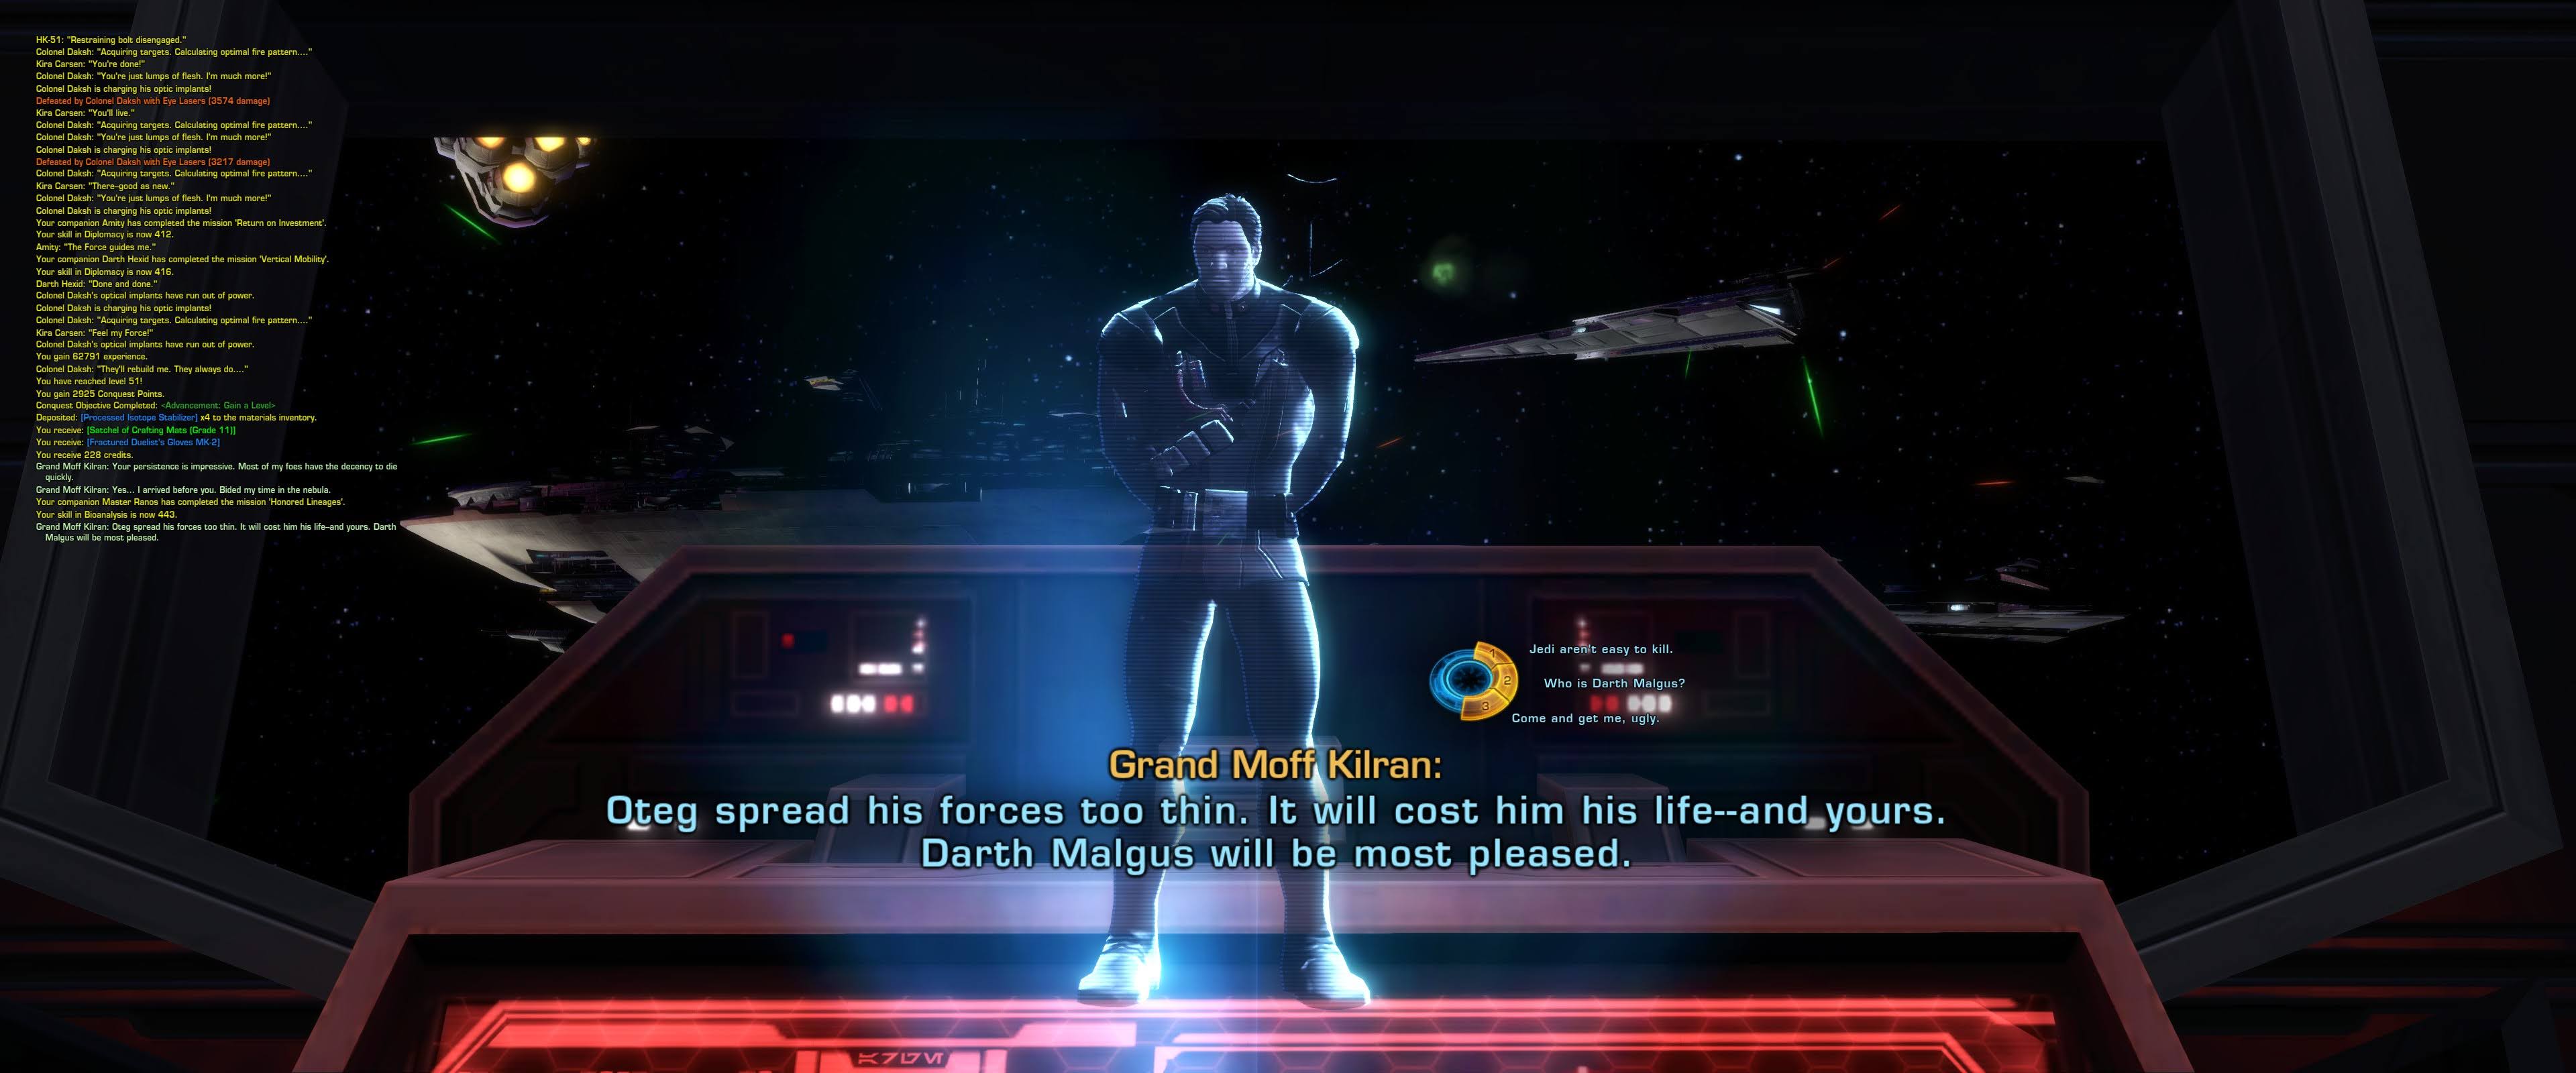 HK-51: "Restraining bolt disengaged."
Colonel Daksh: "Acquiring targets. Calculating optimal fire pattern...."
Kira Carsen: "You're done!"
Colonel Daksh: "You're just lumps of flesh. I'm much more!"
Colonel Daksh is charging his optic implants!
Defeated by Colonel Daksh with Eye Lasers (3574 damage)
Kira Carsen: "You'll live."
Colonel Daksh: "Acquiring targets. Calculating optimal fire pattern...."
Colonel Daksh: "You're just lumps of flesh. I'm much more!"
Colonel Daksh is charging his optic implants!
Defeated by Colonel Daksh with Eye Lasers (3217 damage)
Colonel Daksh: "Acquiring targets. Calculating optimal fire pattern...."
Kira Carsen: "There--good as new."
Colonel Daksh: "You're just lumps of flesh. I'm much more!"
Colonel Daksh is charging his optic implants!
Your companion Amity has completed the mission 'Return on Investment'.
Your skill in Diplomacy is now 412.
Amity: "The Force guides me."
Your companion Darth Hexid has completed the mission 'Vertical Mobility'.
Your skill in Diplomacy is now 416.
Darth Hexid: "Done and done."
Colonel Daksh's optical implants have run out of power.
Colonel Daksh is charging his optic implants!
Colonel Daksh: "Acquiring targets. Calculating optimal fire pattern...."
Kira Carsen: "Feel my Force!"
Colonel Daksh's optical implants have run out of power.
You gain 62791 experience.
Colonel Daksh: "They'll rebuild me. They always do...."
You have reached level 51!
You gain 2925 Conquest Points.
Conquest Objective Completed: <Advancement: Gain a Level>
Deposited: [Processed Isotope Stabilizer] x4 to the materials inventory.
You receive: [Satchel of Crafting Mats (Grade 11)]
You receive: [Fractured Duelist's Gloves MK-2]
You receive 228 credits.
Grand Moff Kilran: Your persistence is impressive. Most of my foes have the decency to die
quickly.
Grand Moff Kilran: Yes... I arrived before you. Bided my time in the nebula.
Your companion Master Ranos has completed the mission 'Honored Lineages'.
Your skill in Bioanalysis is now 443.
Grand Moff Kilran: Oteg spread his forces too thin. It will cost him his life--and yours. Darth
Malgus will be most pleased.
1 Jedi aren't easy to kill.
2 Who is Darth Malgus?
3 Come and get me, ugly.
Grand Moff Kilran:
Oteg spread his forces too thin. It will cost him his life--and yours.
Darth Malgus will be most pleased.